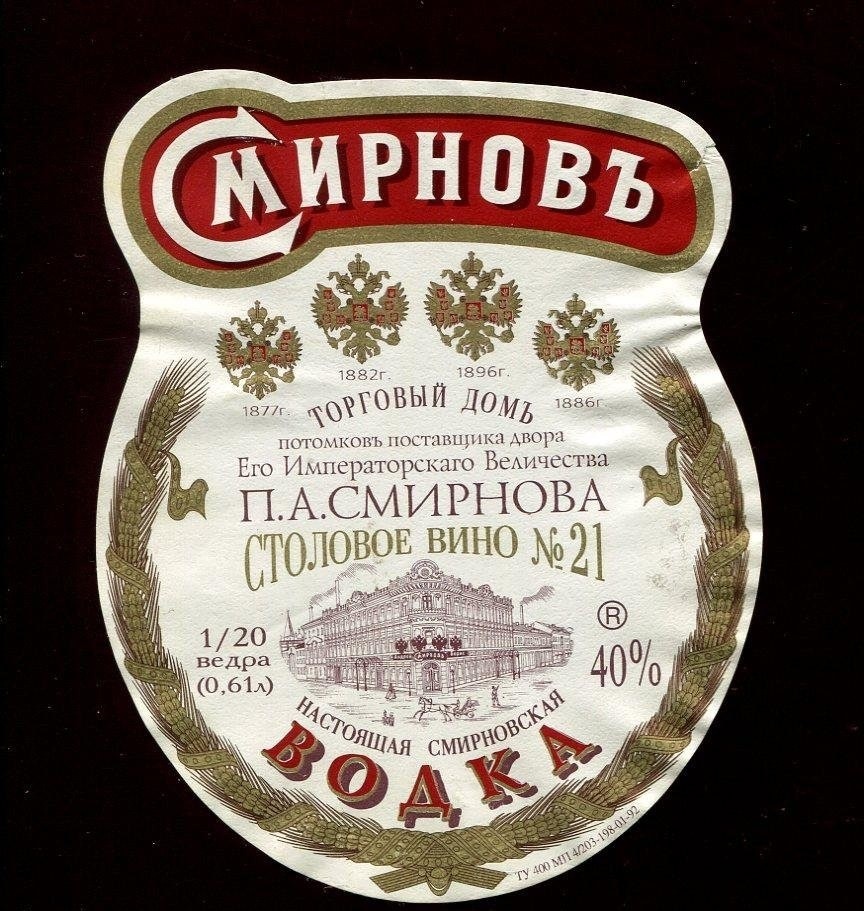 СМИРНОВЪ
1877г. 1882г. 1896г. 1886г.
ТОРГОВЫЙ ДОМЪ
ПОТОМКОВЪ ПОСТАВЩИКА ДВОРА
Его Императорскаго Величества
П.А.СМИРНОВА
СТОЛОВОЕ ВИНО №21
1/20
ведра
(0,61л)
®
40%
НАСТОЯЩАЯ СМИРНОВСКАЯ
ВОДКА